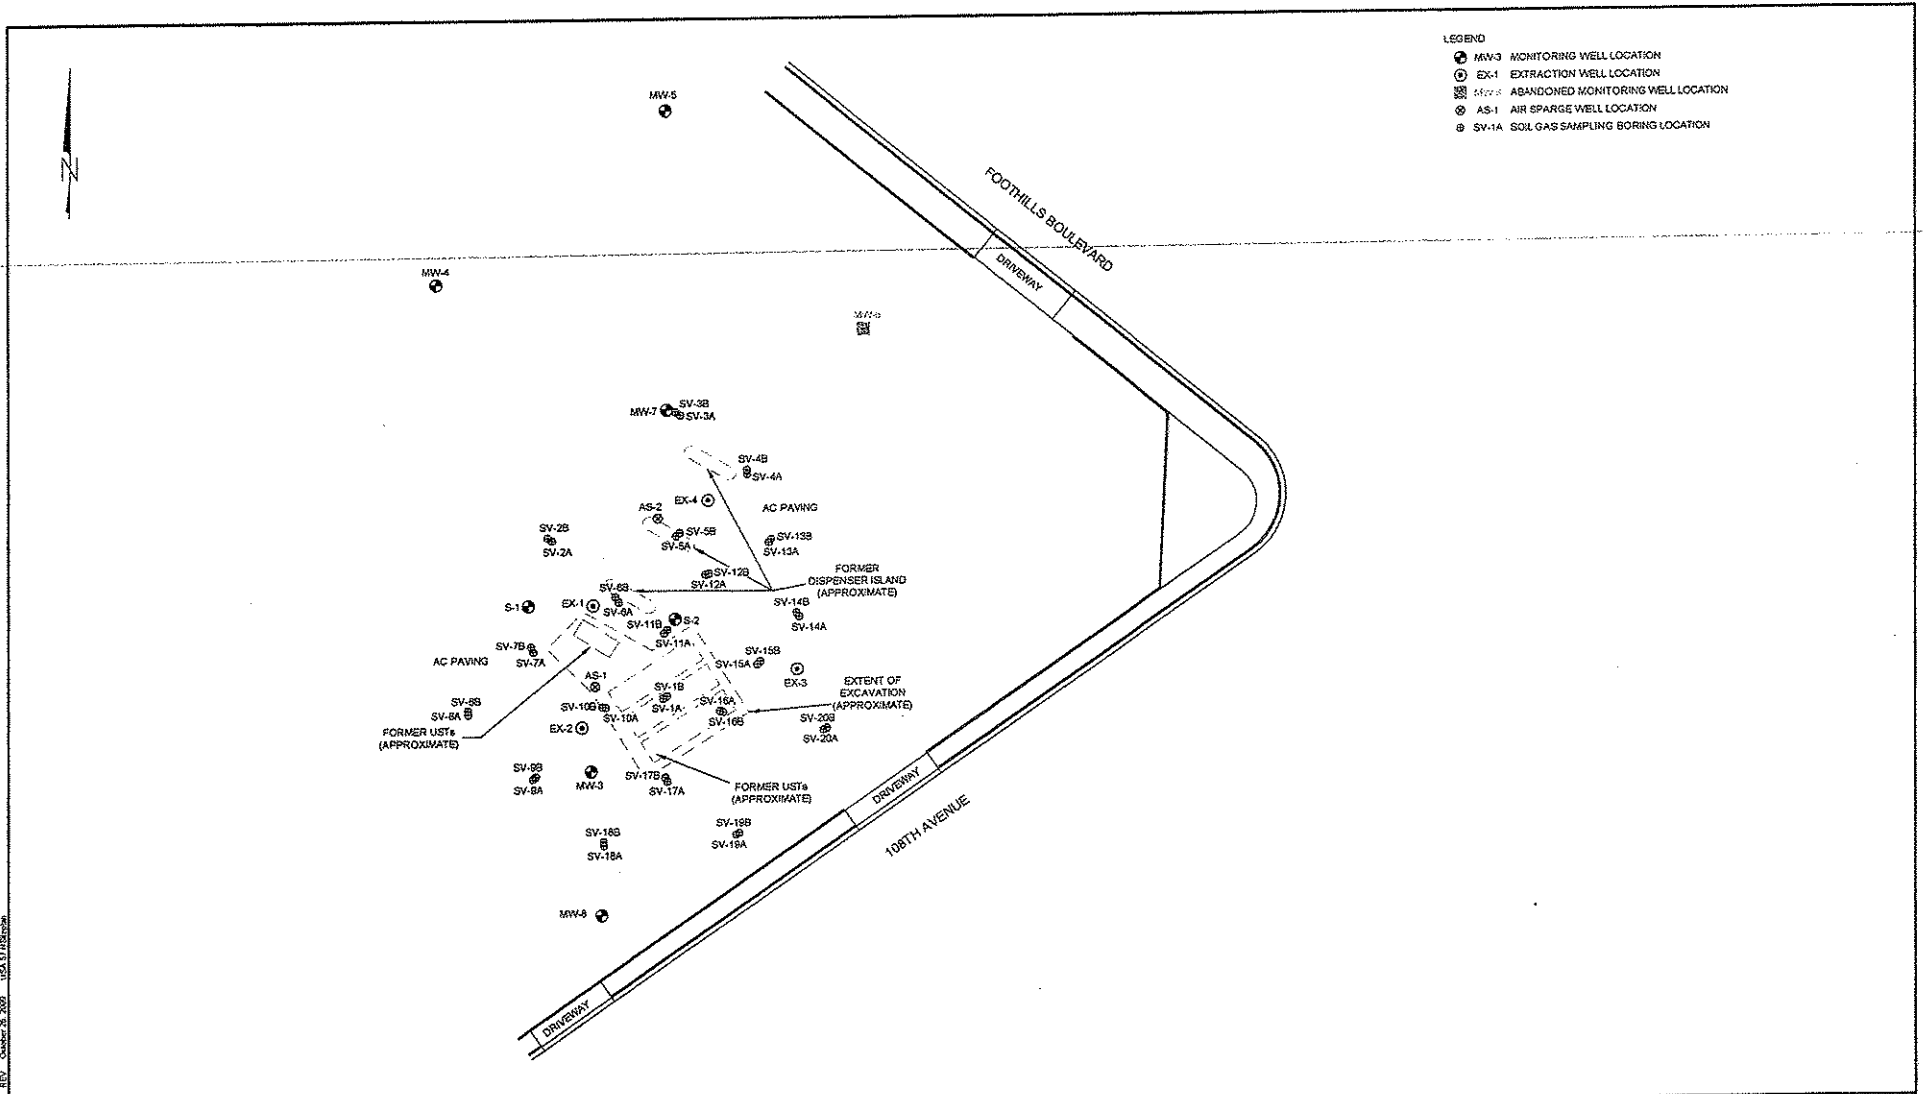 LEGEND
MW-3 MONITORING WELL LOCATION
EX-1 EXTRACTION WELL LOCATION
ABANDONED MONITORING WELL LOCATION
AS-1 AIR SPARGE WELL LOCATION
SV-1A SOIL GAS SAMPLING BORING LOCATION
N
MW-5
FOOTHILLS BOULEVARD
DRIVEWAY
MW-4
MW-7
SV-3B
SV-3A
SV-4B
SV-4A
EX-4
AC PAVING
AS-2
SV-5B
SV-5A
SV-2B
SV-2A
SV-13B
SV-13A
SV-12B
SV-12A
FORMER
DISPENSER ISLAND
(APPROXIMATE)
SV-6B
SV-6A
S-1
EX-1
SV-14B
SV-14A
SV-11B
S-2
SV-11A
SV-7B
SV-7A
AC PAVING
SV-15B
SV-15A
EX-3
AS-1
SV-1B
SV-1A
EXTENT OF
EXCAVATION
(APPROXIMATE)
SV-16A
SV-16B
SV-10B
SV-10A
SV-8A
SV-20B
SV-20A
EX-2
FORMER USTs
(APPROXIMATE)
SV-9B
SV-9A
MW-3
SV-17B
SV-17A
FORMER USTs
(APPROXIMATE)
DRIVEWAY
108TH AVENUE
SV-19B
SV-19A
SV-18B
SV-18A
DRIVEWAY
REV October 26, 2009